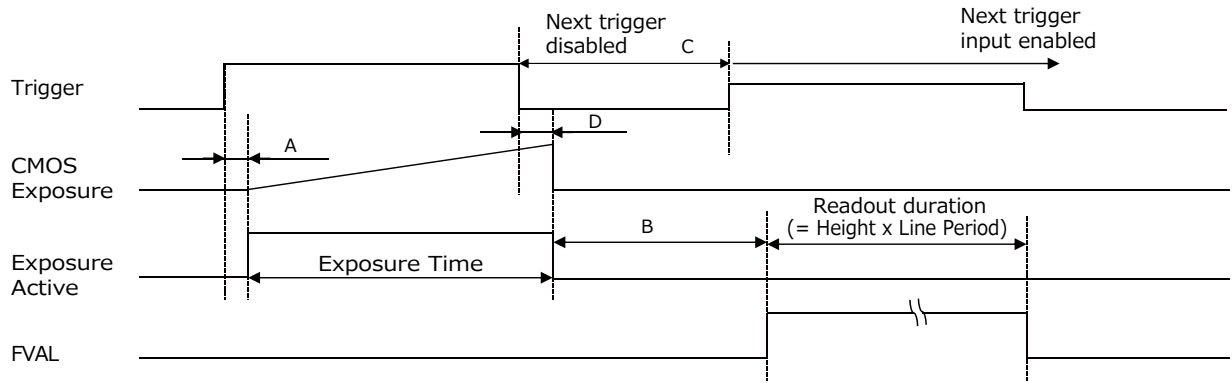 Next trigger
disabled
C
Next trigger
input enabled
Trigger
D
A
CMOS
Exposure
B
Readout duration
(= Height x Line Period)
Exposure
Active
Exposure Time
FVAL